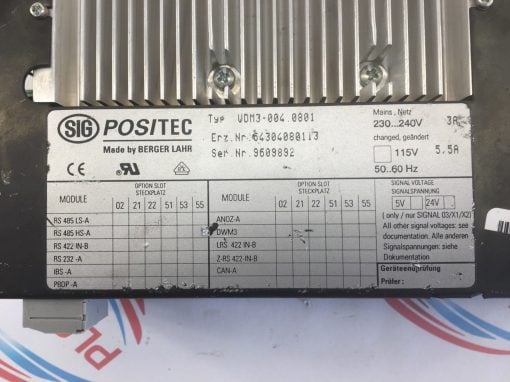 SIG POSITEC
Made by BERGER LAHR
Typ VDM3-004.0801
Erz.Nr. 64304080113
Ser.Nr. 9609892
Mains, Netz
230...240V 3A
changed, geändert
115V 5.5A
50..60 Hz
CE
MODULE
OPTION SLOT
STECKPLATZ
02 21 22 51 53 55
RS 485 LS-A
RS 485 HS-A
RS 422 IN-B
RS 232 -A
IBS -A
PBDP -A
MODULE
OPTION SLOT
STECKPLATZ
02 21 22 51 53 55
ANOZ-A
DWM3
LRS 422 IN-B
Z-RS 422-IN-B
CAN-A
SIGNAL VOLTAGE
SIGNALSPANNUNG
5V 24V
( only / nur SIGNAL 03/X1/X2)
All other signal voltages: see
documentation. Alle anderen
Signalspannungen: siehe
Dokumentation
Geräteendprüfung
Prüfer:
PL